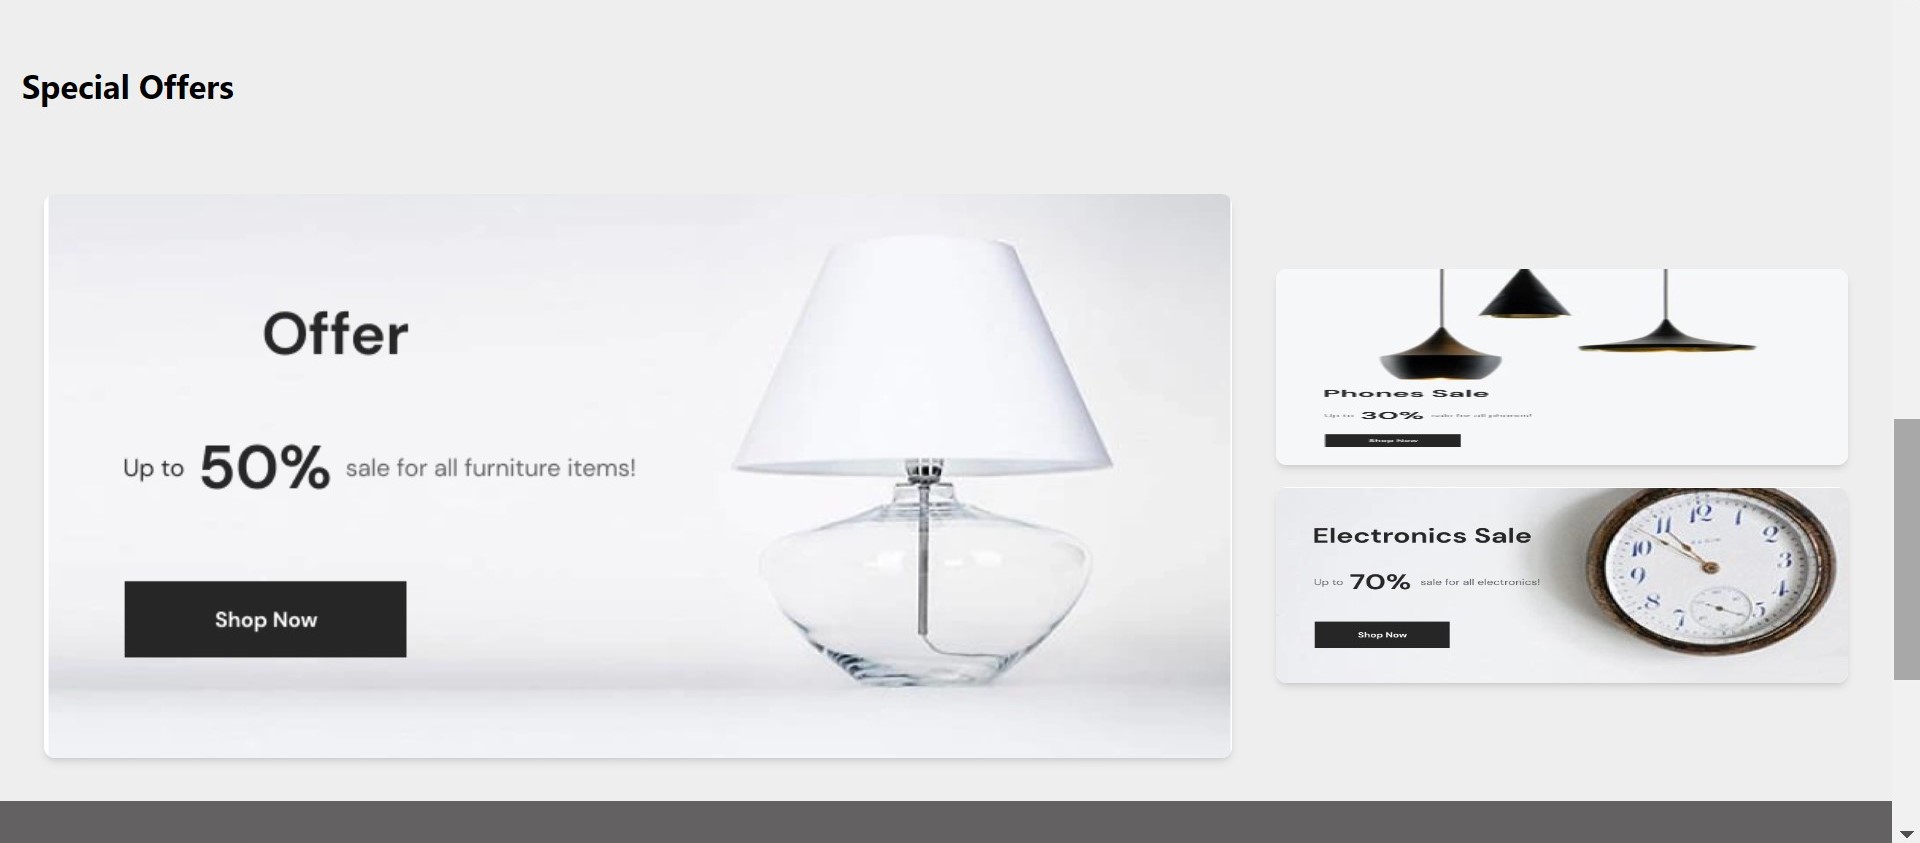 Special Offers
Offer
Up to 50% sale for all furniture items!
Shop Now
Phones Sale
Up to 30% sale for all phones!
Shop Now
Electronics Sale
Up to 70% sale for all electronics!
Shop Now